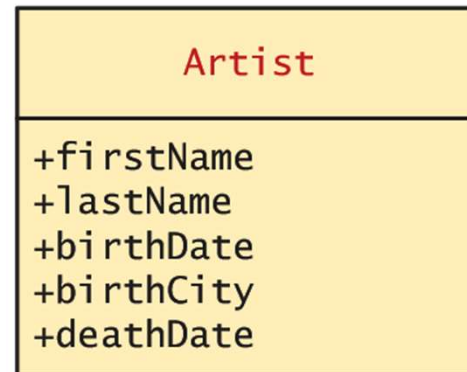 Artist
+firstName
+lastName
+birthDate
+birthCity
+deathDate